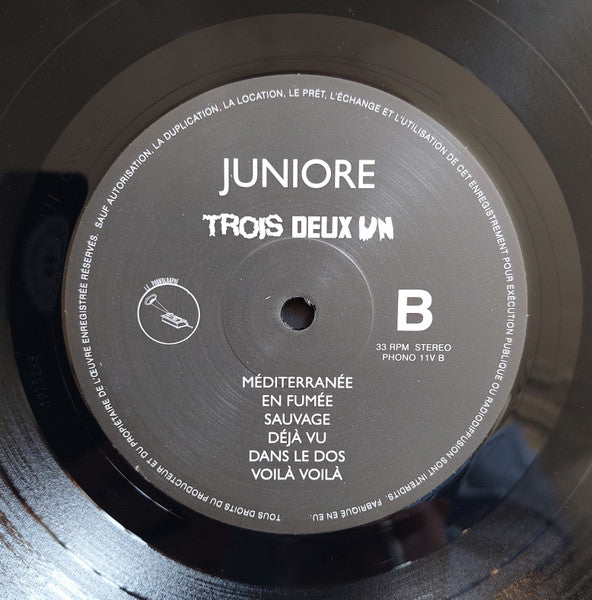 JUNIORE
TROIS DEUX UN
LE PHONOGRAPHE
B
33 RPM STEREO
PHONO 11V B
MÉDITERRANÉE
EN FUMÉE
SAUVAGE
DÉJÀ VU
DANS LE DOS
VOILÀ VOILÀ
TOUS DROITS DU PRODUCTEUR ET DU PROPRIÉTAIRE DE L'ŒUVRE ENREGISTRÉE RÉSERVÉS. SAUF AUTORISATION, LA DUPLICATION, LA LOCATION, LE PRÊT, L'ÉCHANGE ET L'UTILISATION DE CET ENREGISTREMENT POUR EXÉCUTION PUBLIQUE OU RADIODIFFUSION SONT INTERDITS. FABRIQUÉ EN EU.